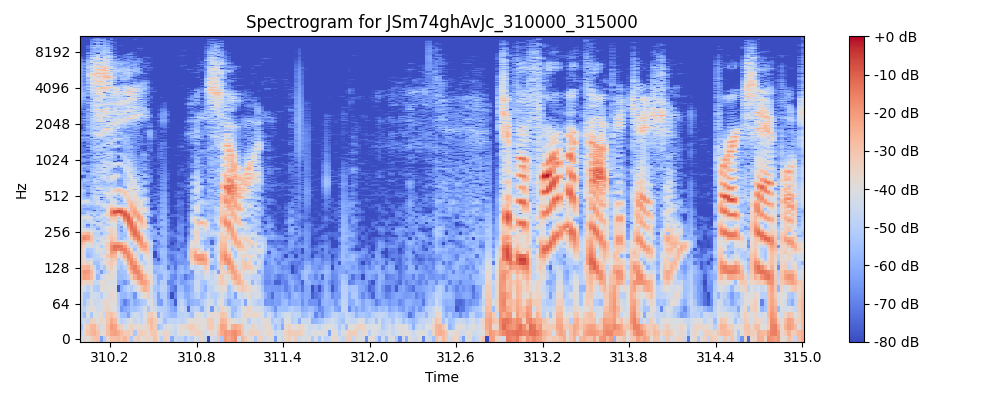 Spectrogram for JSm74ghAvJc_310000_315000
8192
4096
2048
1024
512
256
128
64
0
Hz
310.2 310.8 311.4 312.0 312.6 313.2 313.8 314.4 315.0
Time
+0 dB
-10 dB
-20 dB
-30 dB
-40 dB
-50 dB
-60 dB
-70 dB
-80 dB